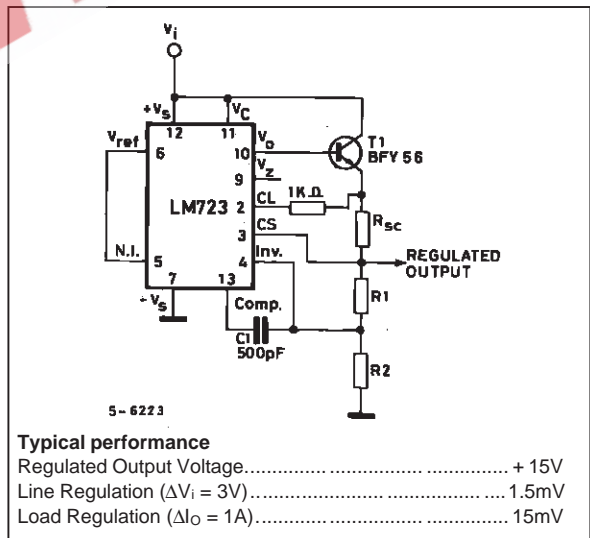 Vi
+Vs VC
12 11
Vref 6
Vo
10
T1
BFY 56
Vz
9
LM723
CL 1KΩ
2
Rsc
CS
3
REGULATED
OUTPUT
N.I. 5
Inv.
4
7 13
R1
-Vs
Comp.
C1
500pF
R2
5-6223
Typical performance
Regulated Output Voltage.............. ..................... ................. + 15V
Line Regulation (ΔVi = 3V)............................ ..................... .... 1.5mV
Load Regulation (ΔIO = 1A)............................ ..................... 15mV